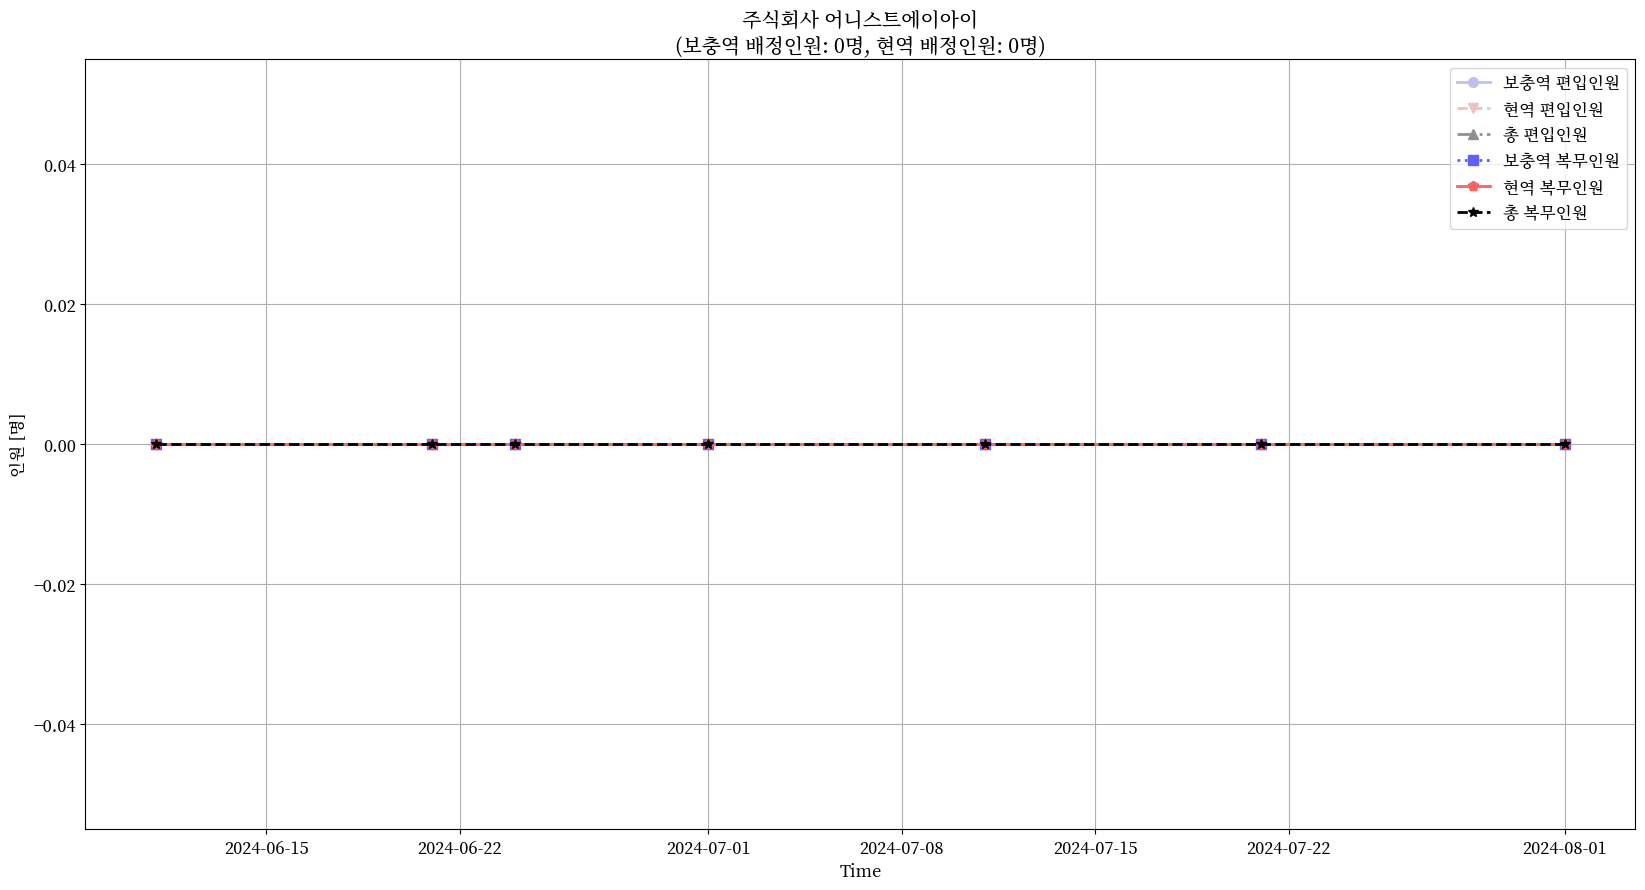 주식회사 어니스트에이아이
(보충역 배정인원: 0명, 현역 배정인원: 0명)
보충역 편입인원
현역 편입인원
총 편입인원
보충역 복무인원
현역 복무인원
총 복무인원
0.04
0.02
0.00
−0.02
−0.04
인원 [명]
2024-06-15
2024-06-22
2024-07-01
2024-07-08
2024-07-15
2024-07-22
2024-08-01
Time